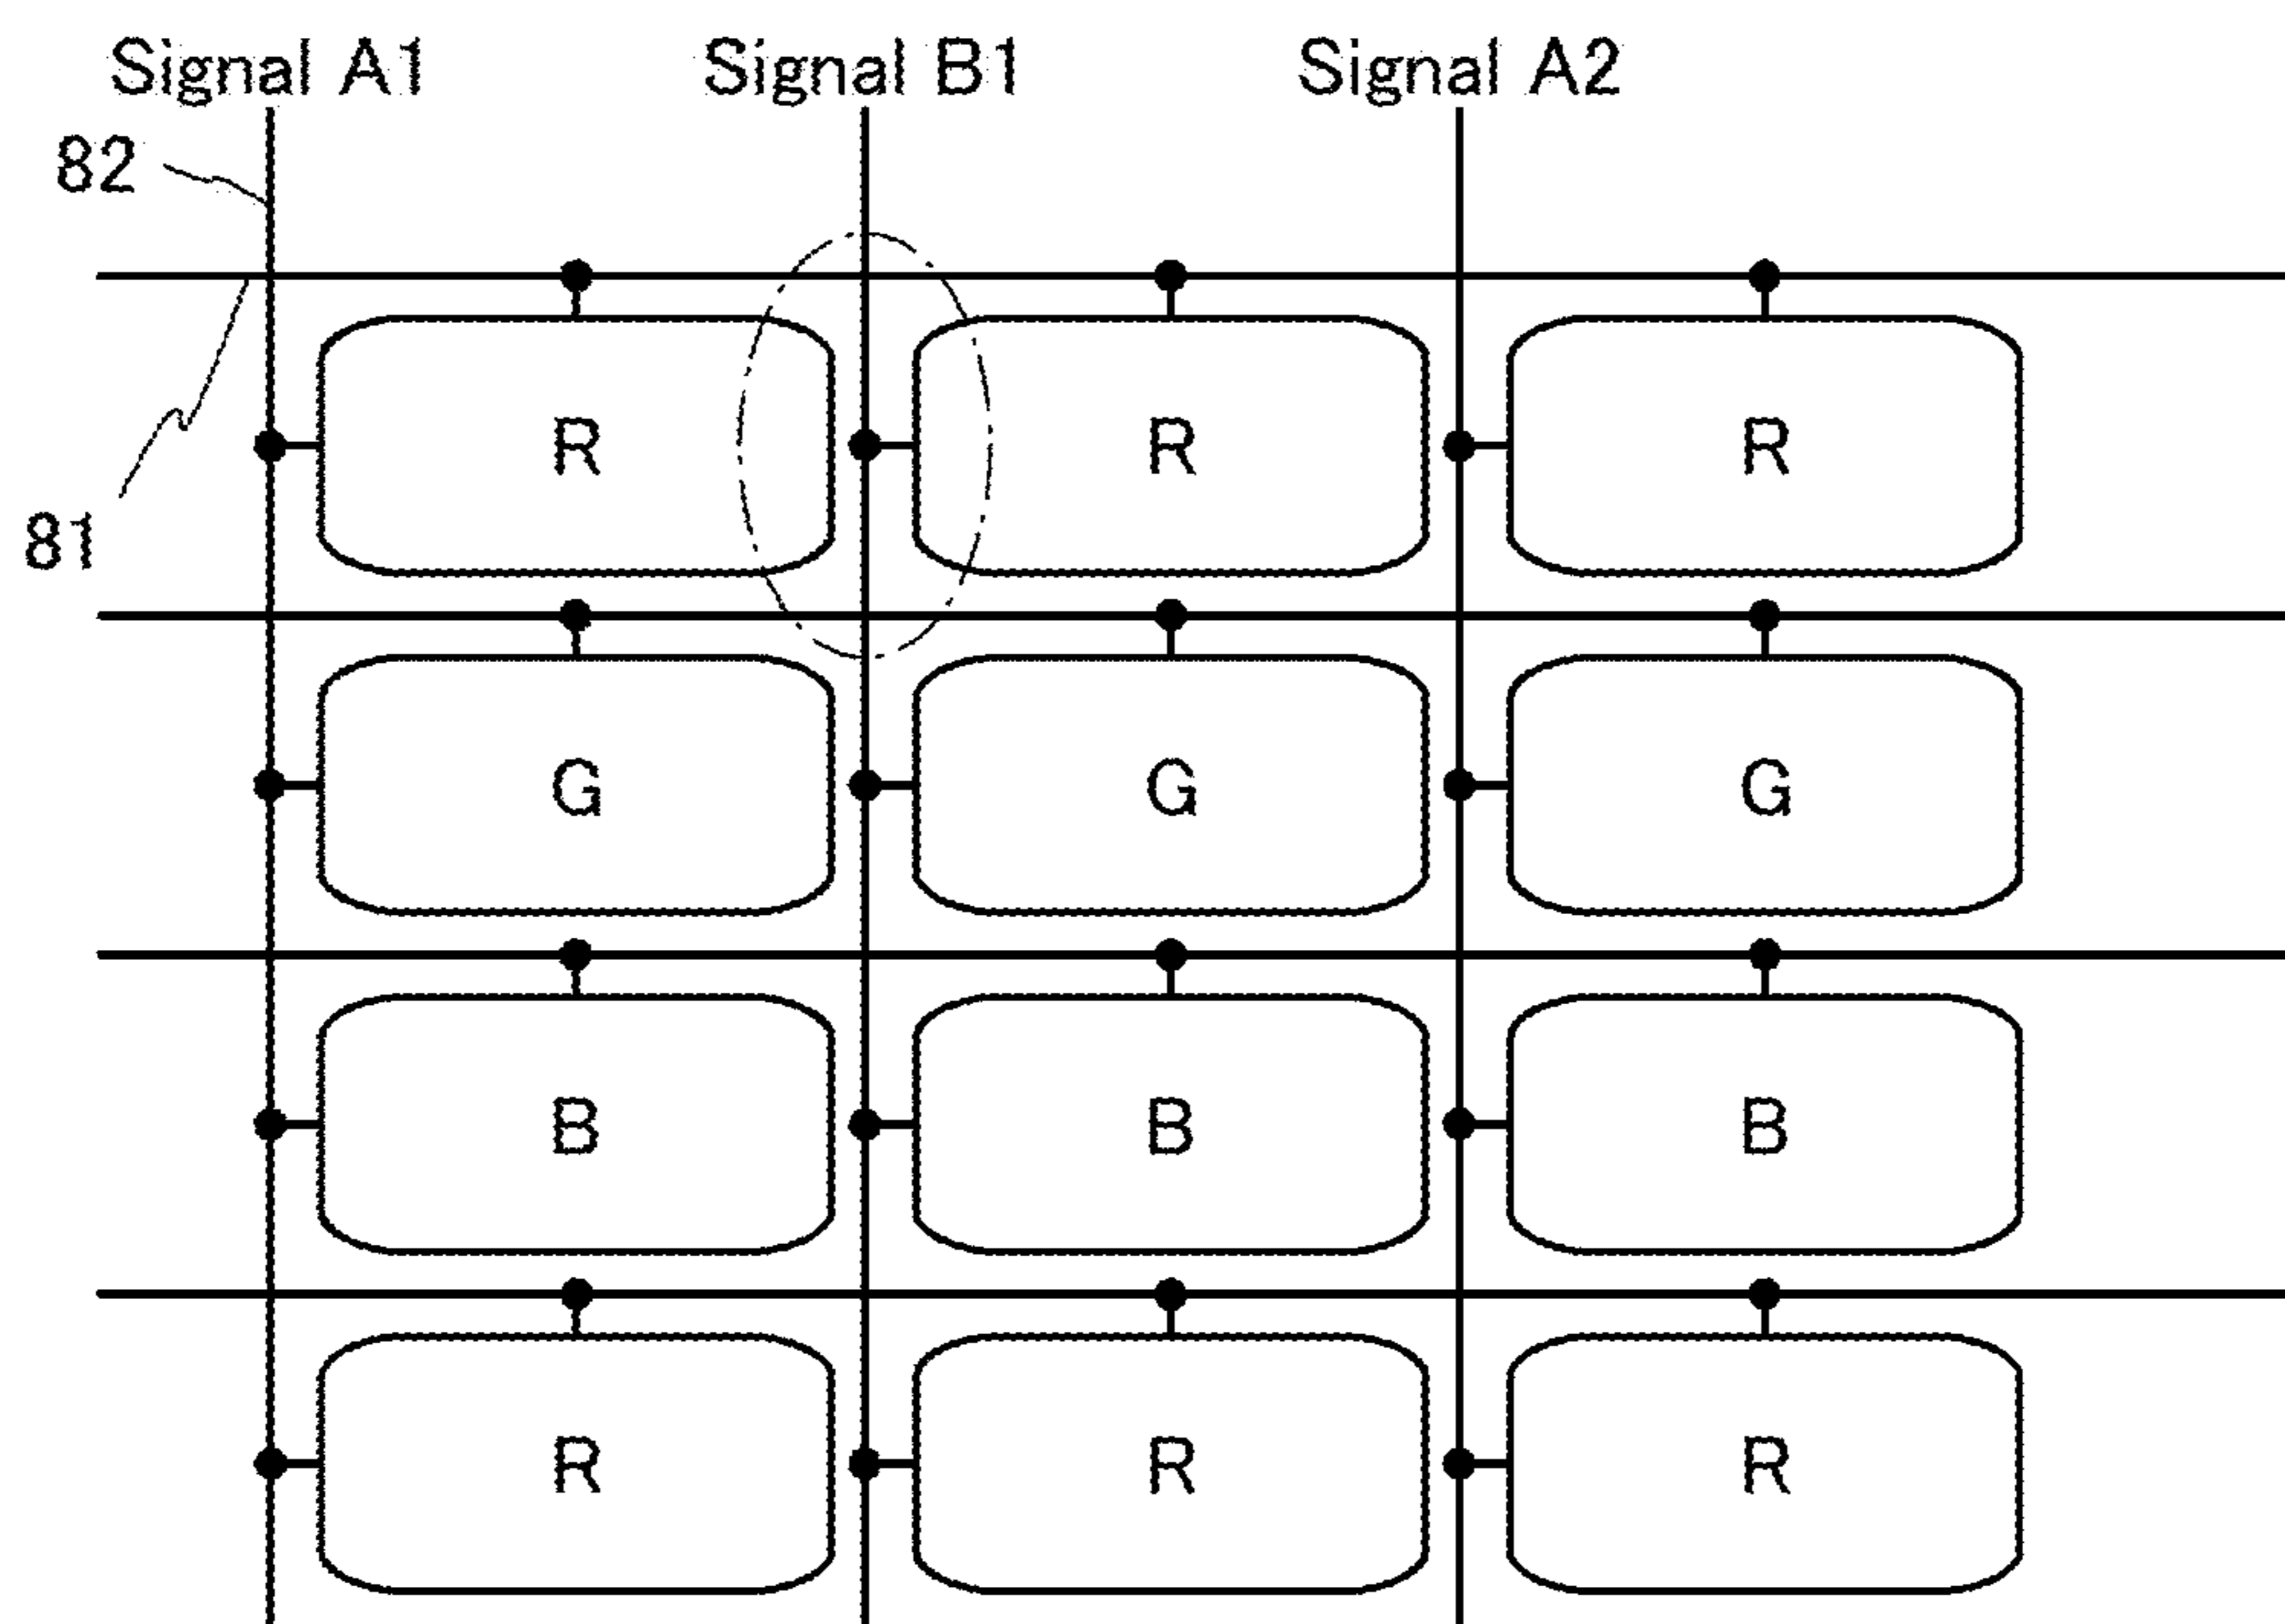 Signal A1 Signal B1 Signal A2
82
R R R
81
G G G
B B B
R R R